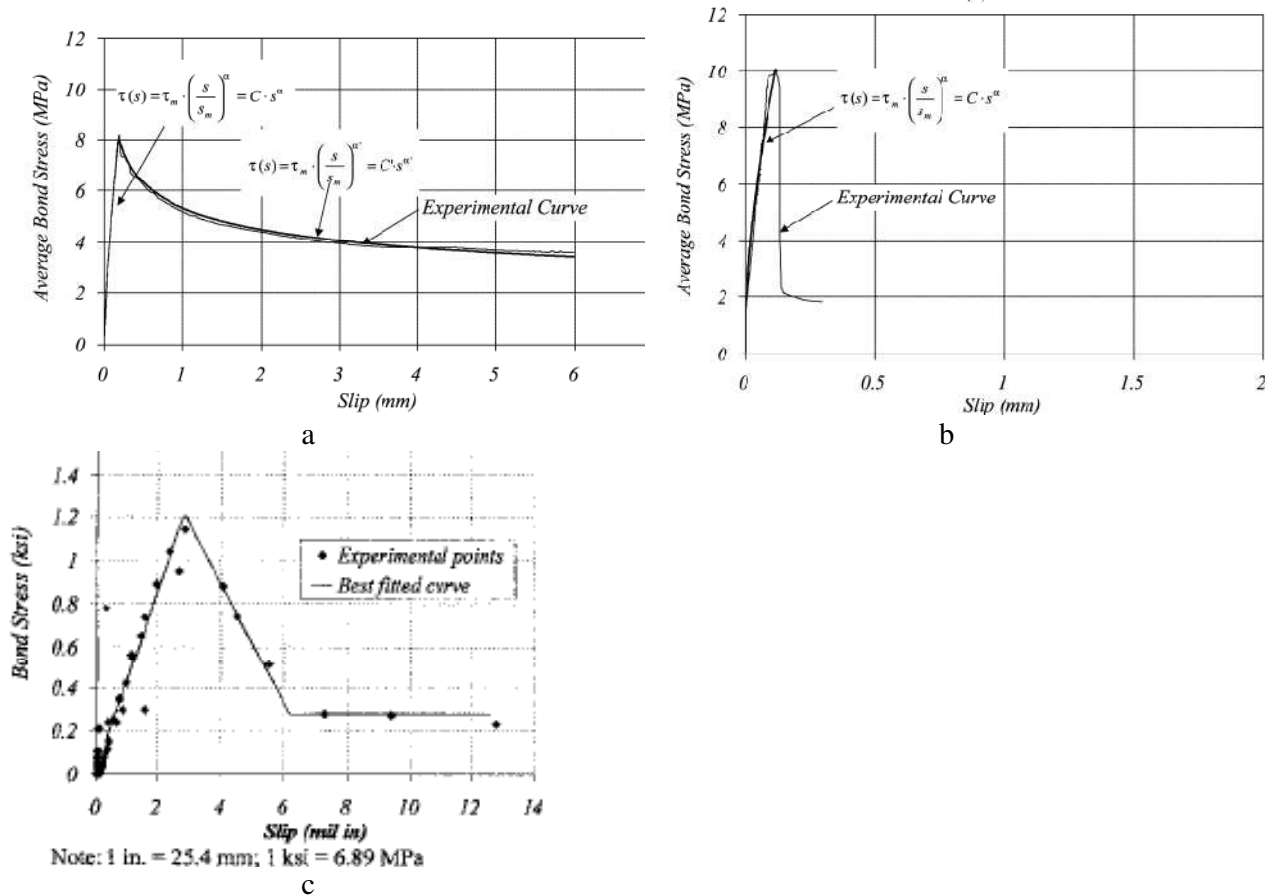 12
10
8
6
4
2
0
Average Bond Stress (MPa)
τ(s) = τm · (s/sm)^α = C · s^α
τ(s) = τm · (s/sm)^α' = C' · s^α'
Experimental Curve
0 1 2 3 4 5 6
Slip (mm)
a
12
10
8
6
4
2
0
Average Bond Stress (MPa)
τ(s) = τm · (s/sm)^α = C · s^α
Experimental Curve
0 0.5 1 1.5 2
Slip (mm)
b
1.4
1.2
1
0.8
0.6
0.4
0.2
0
Bond Stress (ksi)
Experimental points
Best fitted curve
0 2 4 6 8 10 12 14
Slip (mil in)
Note: 1 in. = 25.4 mm; 1 ksi = 6.89 MPa
c